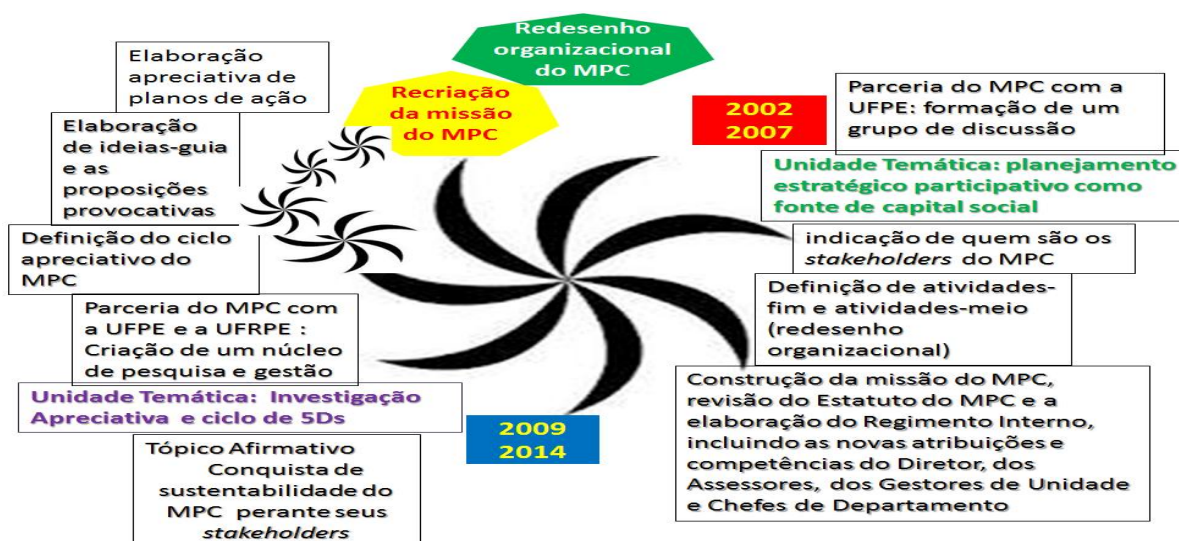 Redesenho
organizacional
do MPC
Recriação
da missão
do MPC
2002
2007
Parceria do MPC com a
UFPE: formação de um
grupo de discussão
Unidade Temática: planejamento
estratégico participativo como
fonte de capital social
indicação de quem são os
stakeholders do MPC
Definição de atividades-
fim e atividades-meio
(redesenho
organizacional)
Construção da missão do MPC,
revisão do Estatuto do MPC e a
elaboração do Regimento Interno,
incluindo as novas atribuições e
competências do Diretor, dos
Assessores, dos Gestores de Unidade
e Chefes de Departamento
2009
2014
Tópico Afirmativo
Conquista de
sustentabilidade do
MPC perante seus
stakeholders
Unidade Temática: Investigação
Apreciativa e ciclo de 5Ds
Parceria do MPC com
a UFPE e a UFRPE :
Criação de um núcleo
de pesquisa e gestão
Definição do ciclo
apreciativo do
MPC
Elaboração
de ideias-guia
e as
proposições
provocativas
Elaboração
apreciativa de
planos de ação